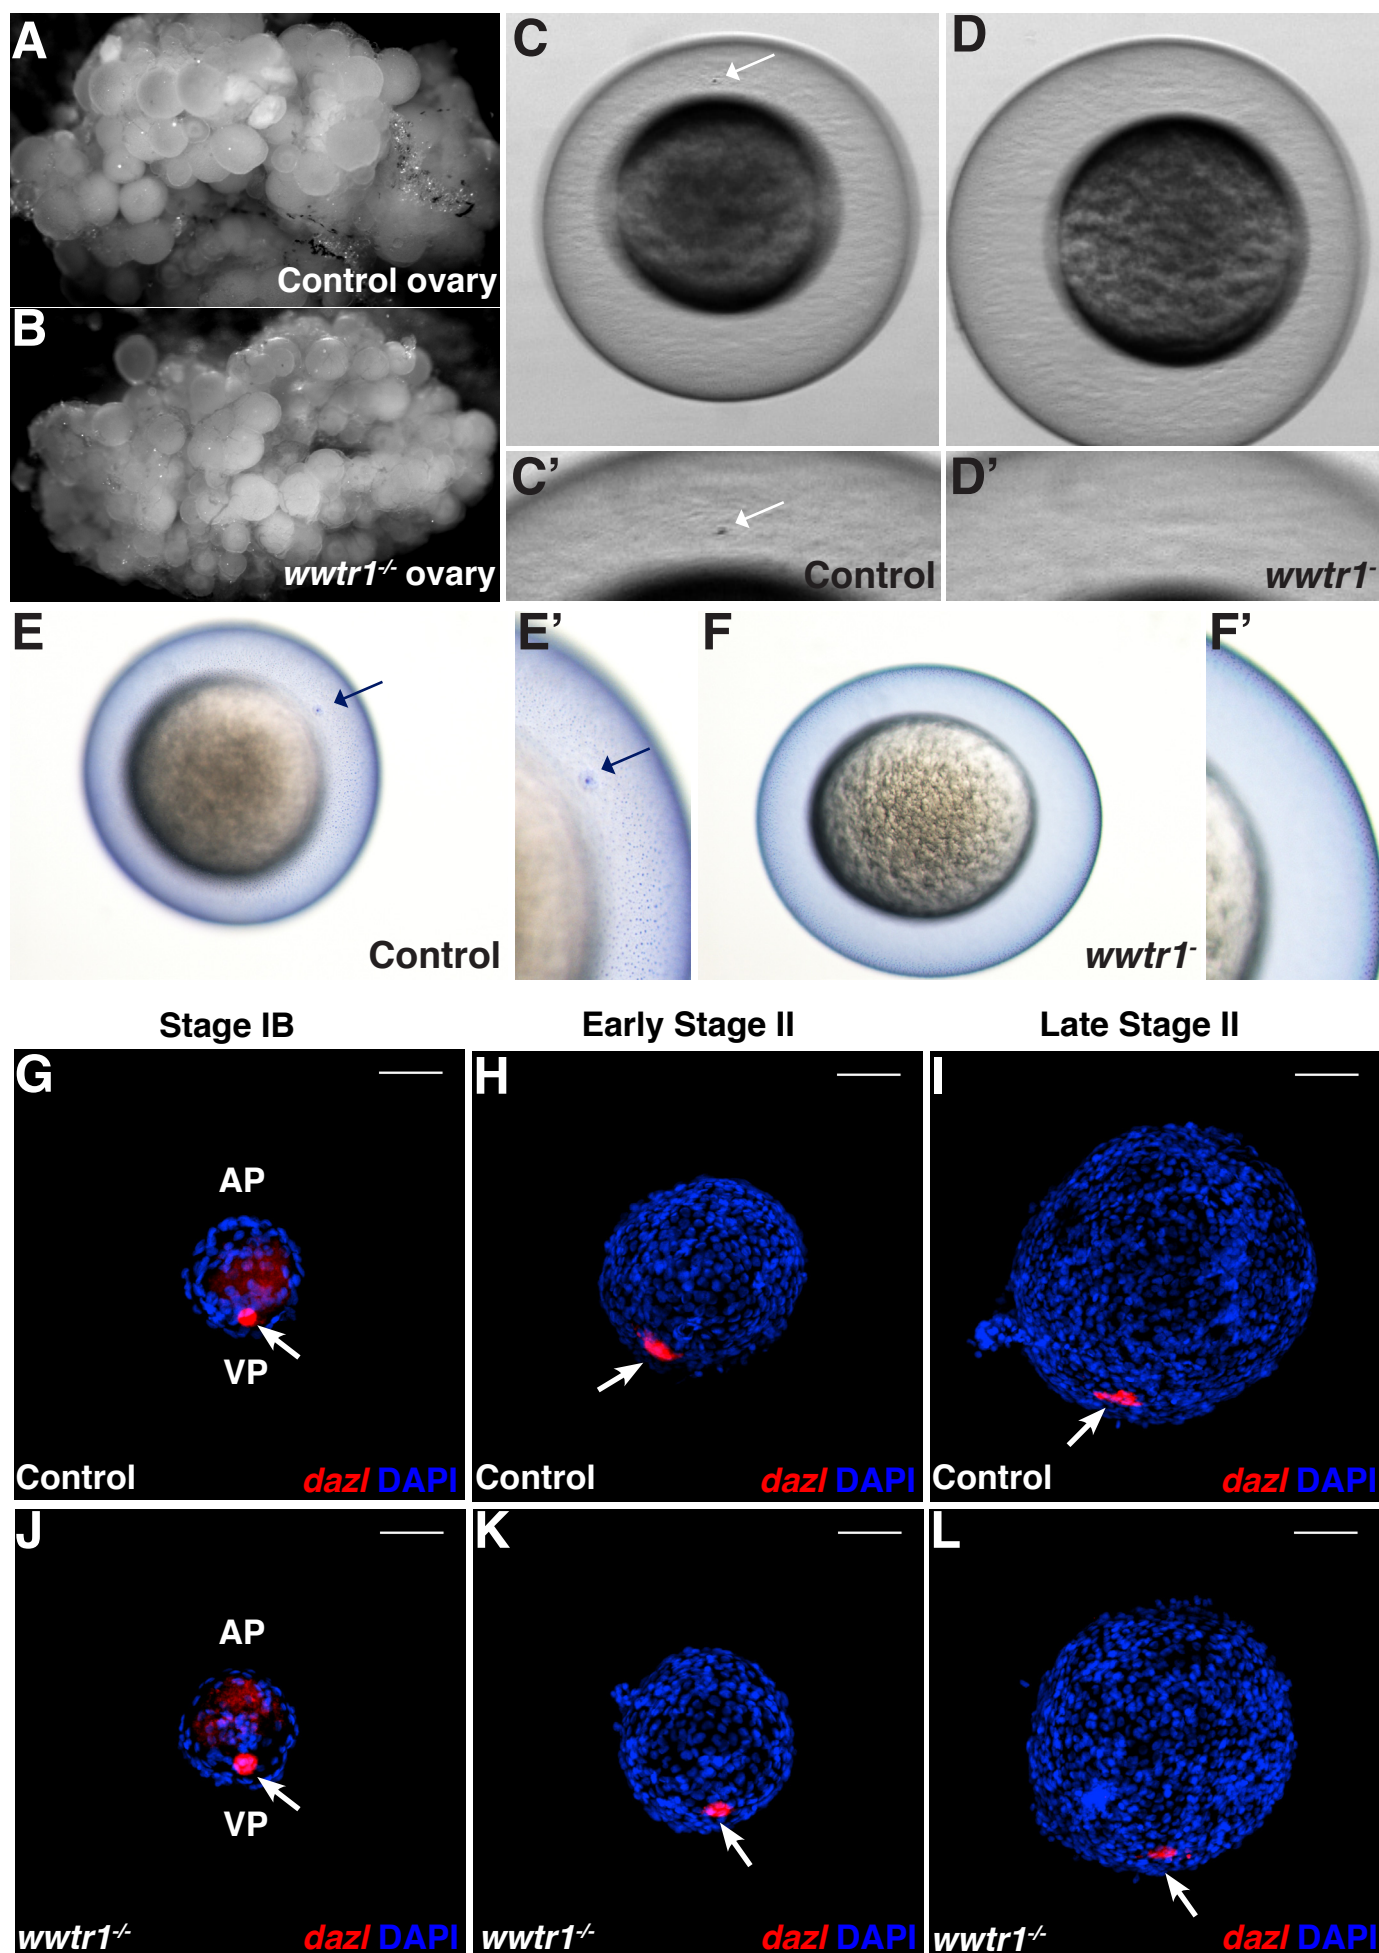 A
Control ovary
B
wwtr1-/- ovary
C
D
C’
Control
D’
wwtr1-
E
Control
E’
F
wwtr1-
F’
Stage IB
Early Stage II
Late Stage II
G
AP
VP
Control
dazl DAPI
H
Control
dazl DAPI
I
Control
dazl DAPI
J
AP
VP
wwtr1-/-
dazl DAPI
K
wwtr1-/-
dazl DAPI
L
wwtr1-/-
dazl DAPI